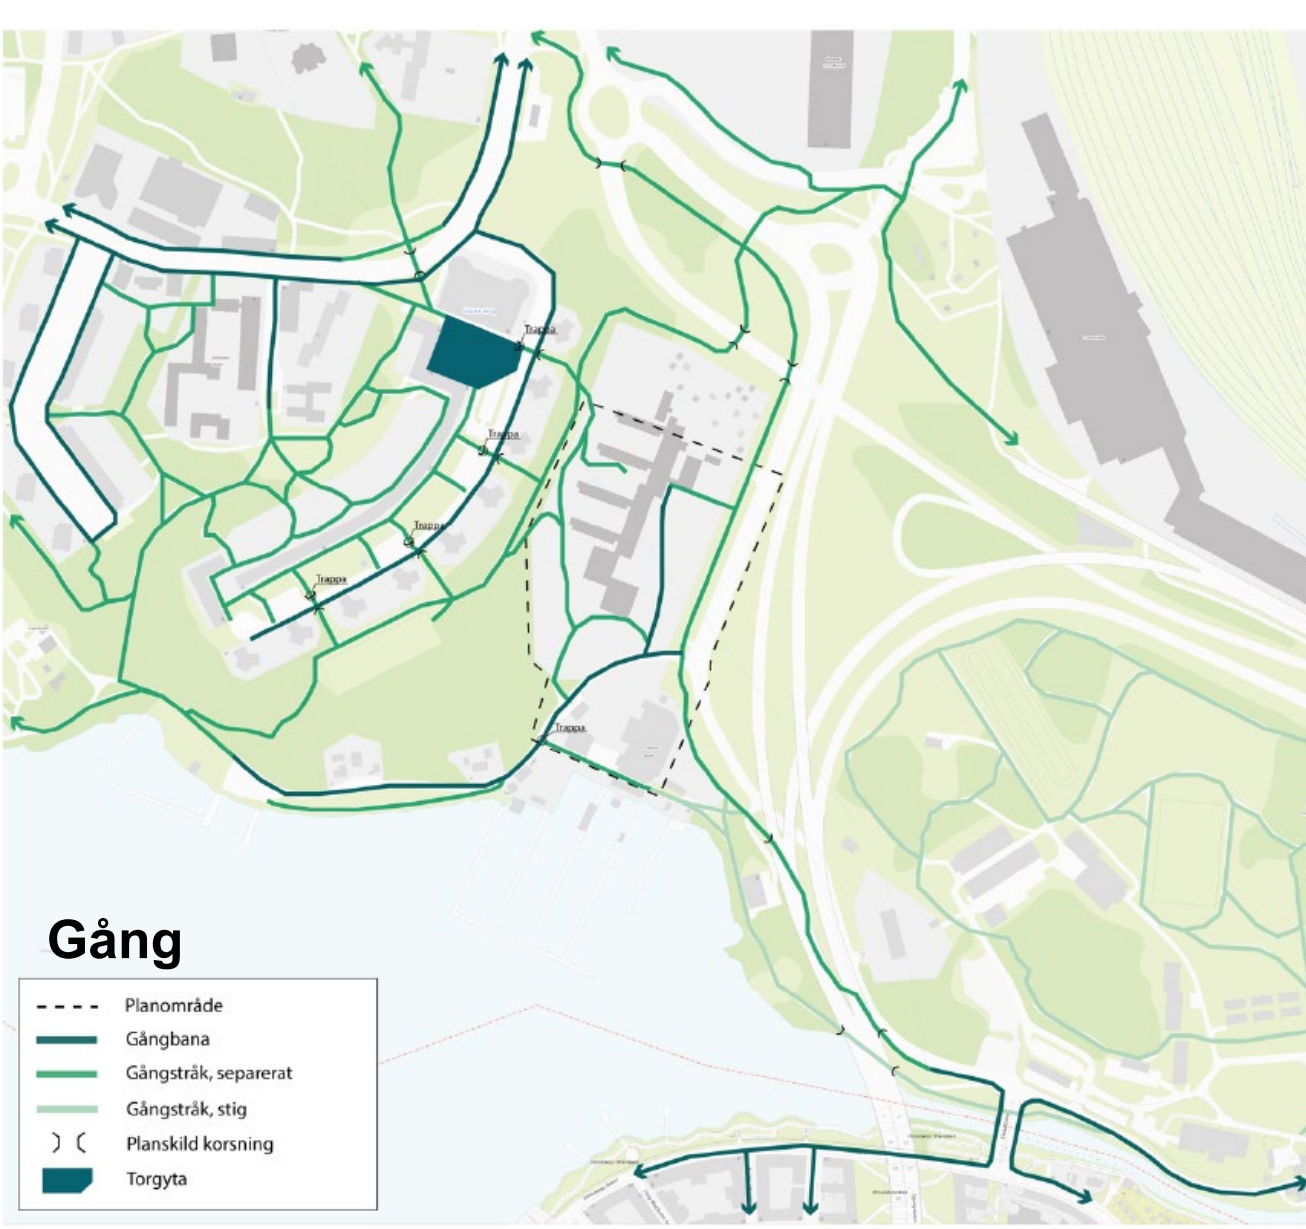 Trappa
Trappa
Trappa
Trappa
Trappa
Gång
Planområde
Gångbana
Gångstråk, separerat
Gångstråk, stig
Planskild korsning
Torgyta